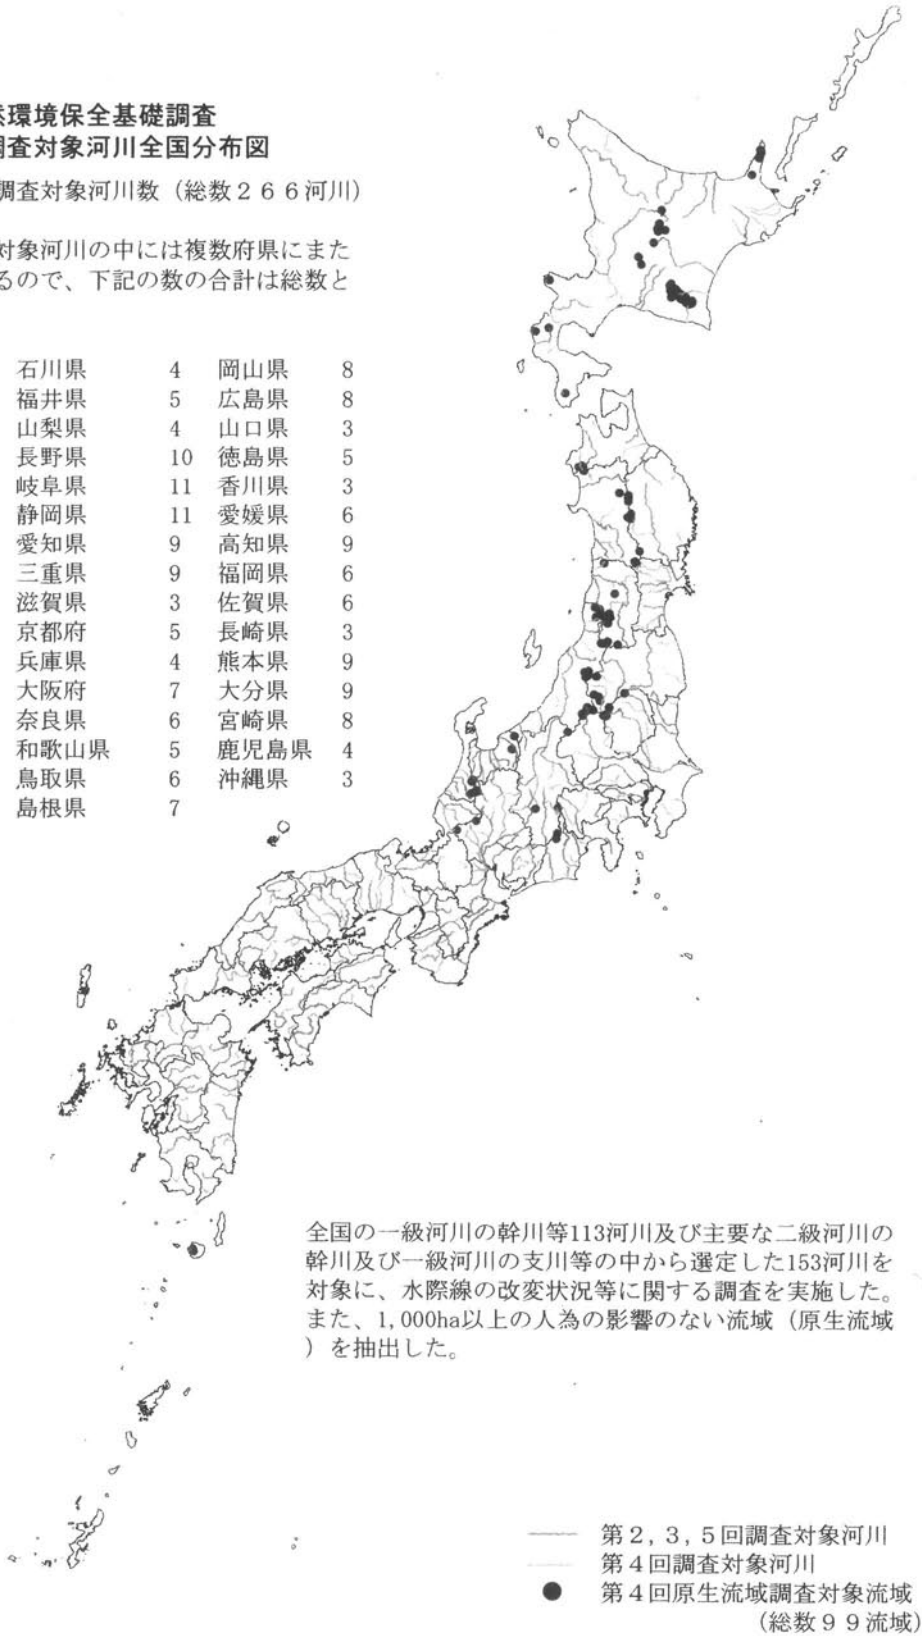 環境保全基礎調査
調査対象河川全国分布図
調査対象河川数（総数２６６河川）
対象河川の中には複数府県にまた
るので、下記の数の合計は総数と
石川県 4 岡山県 8
福井県 5 広島県 8
山梨県 4 山口県 3
長野県 10 徳島県 5
岐阜県 11 香川県 3
静岡県 11 愛媛県 6
愛知県 9 高知県 9
三重県 9 福岡県 6
滋賀県 3 佐賀県 6
京都府 5 長崎県 3
兵庫県 4 熊本県 9
大阪府 7 大分県 9
奈良県 6 宮崎県 8
和歌山県 5 鹿児島県 4
鳥取県 6 沖縄県 3
島根県 7
全国の一級河川の幹川等113河川及び主要な二級河川の
幹川及び一級河川の支川等の中から選定した153河川を
対象に、水際線の改変状況等に関する調査を実施した。
また、1,000ha以上の人為の影響のない流域（原生流域
）を抽出した。
第２,３,５回調査対象河川
第４回調査対象河川
第４回原生流域調査対象流域
（総数９９流域）